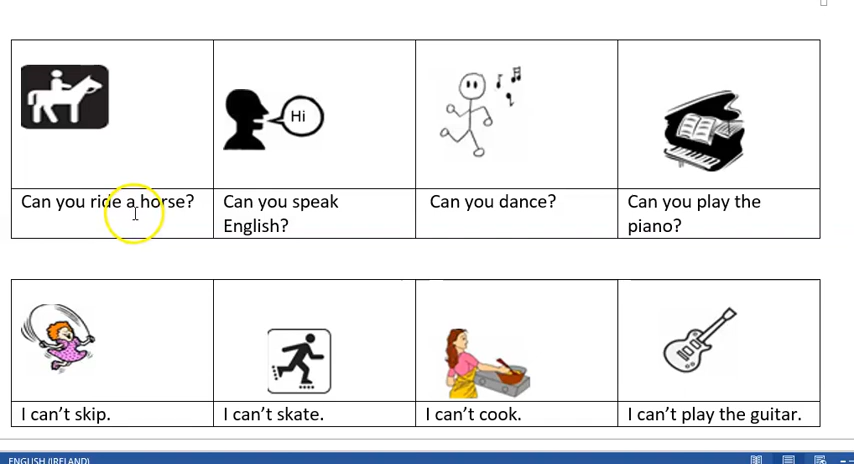 Hi
Can you ride a horse?
Can you speak
English?
Can you dance?
Can you play the
piano?
I can't skip.
I can't skate.
I can't cook.
I can't play the guitar.
ENGLISH (IRELAND)